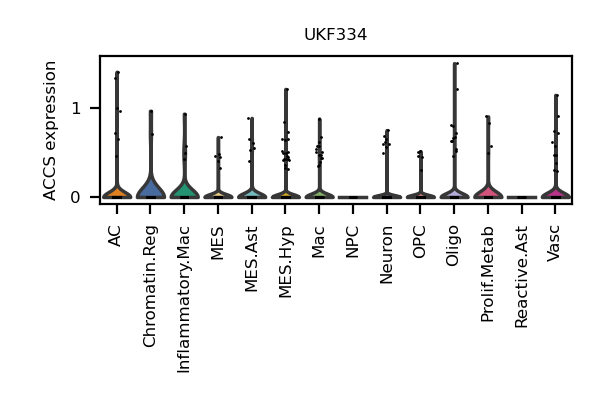 UKF334
ACCS expression
1
0
AC
Chromatin.Reg
Inflammatory.Mac
MES
MES.Ast
MES.Hyp
Mac
NPC
Neuron
OPC
Oligo
Prolif.Metab
Reactive.Ast
Vasc